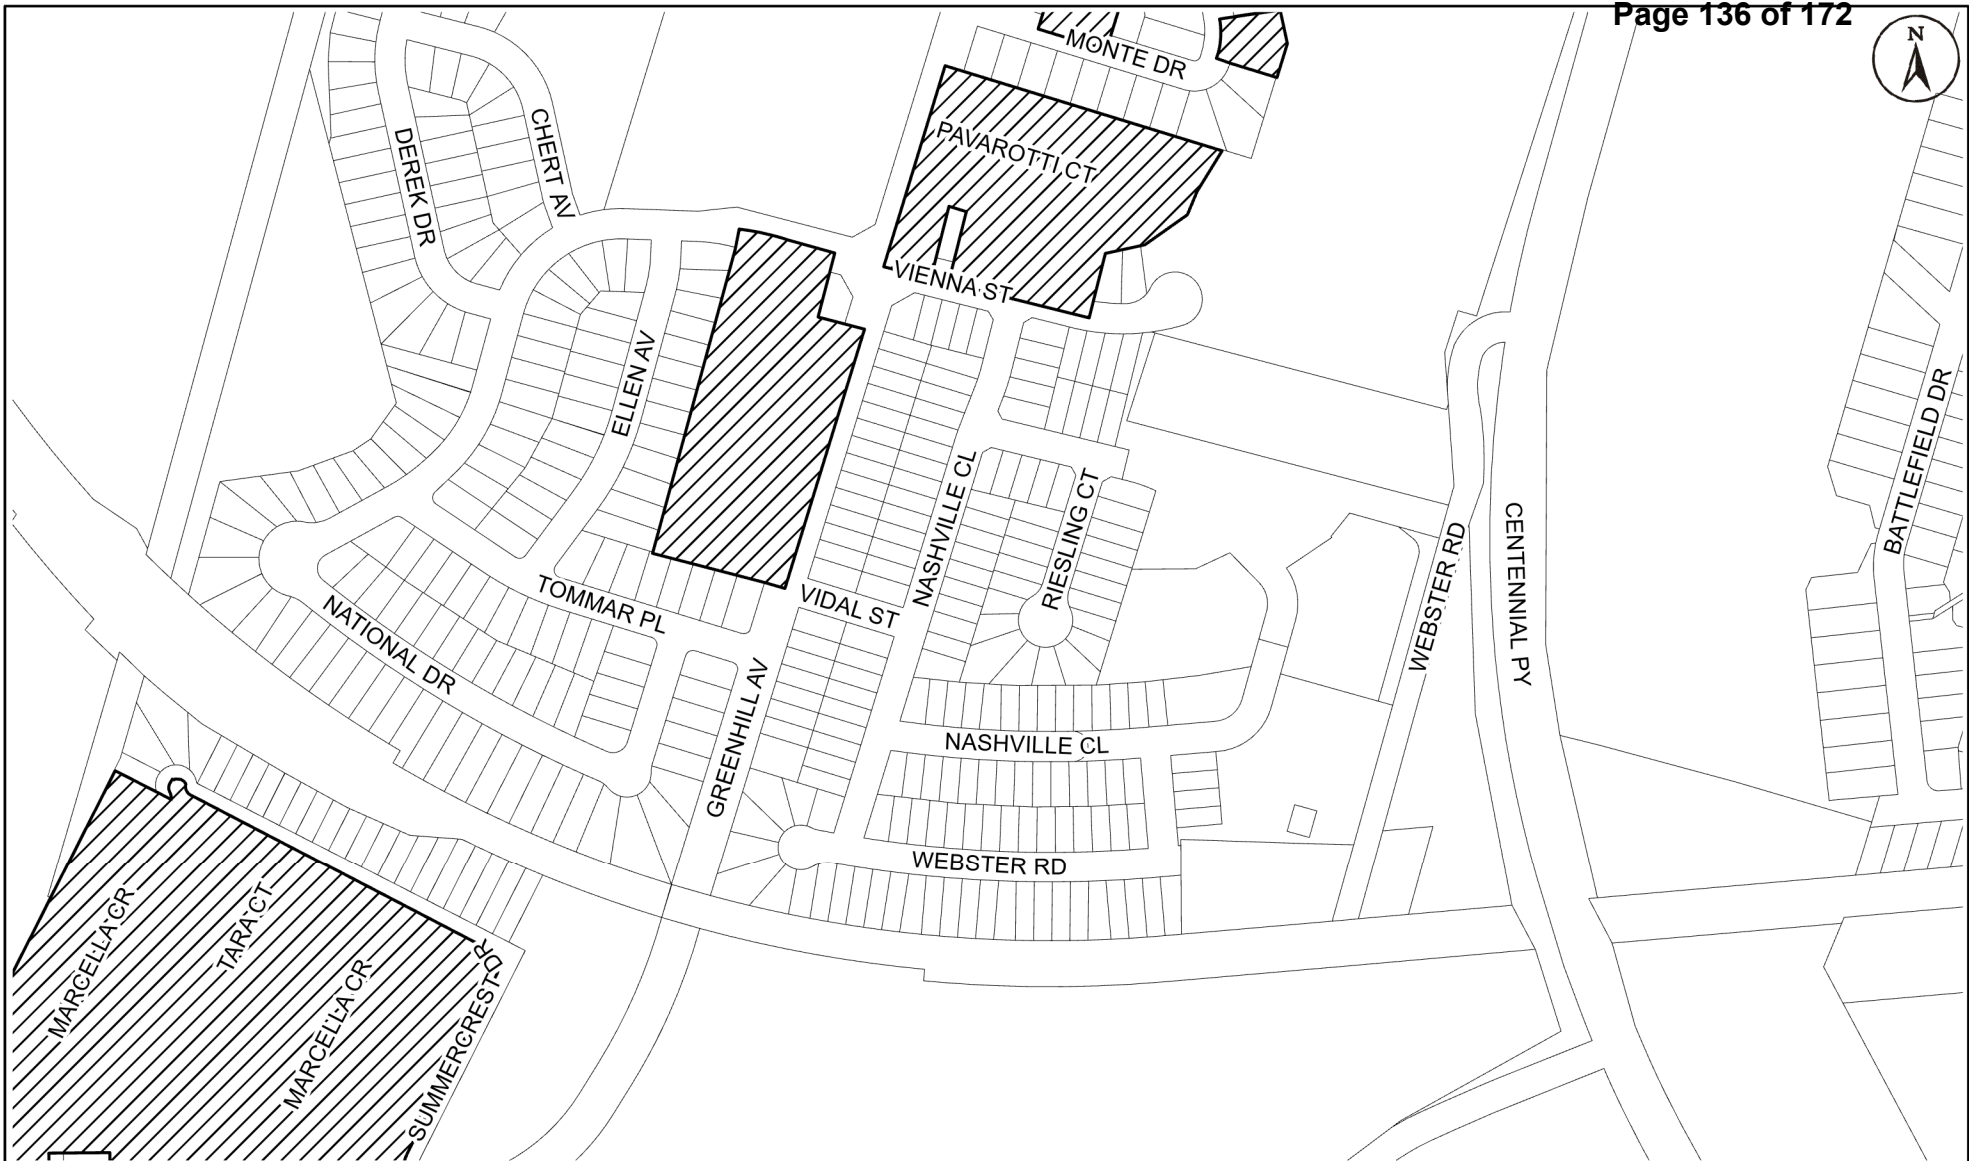 Page 136 of 172
N
MONTE DR
PAVAROTTI CT
CHERT AV
DEREK DR
VIENNA ST
ELLEN AV
BATTLEFIELD DR
NASHVILLE CL
RIESLING CT
CENTENNIAL PY
WEBSTER RD
TOMMAR PL
VIDAL ST
NATIONAL DR
GREENHILL AV
NASHVILLE CL
WEBSTER RD
MARCELLA CR
TARA CT
MARCELLA CR
SUMMERCREST DR